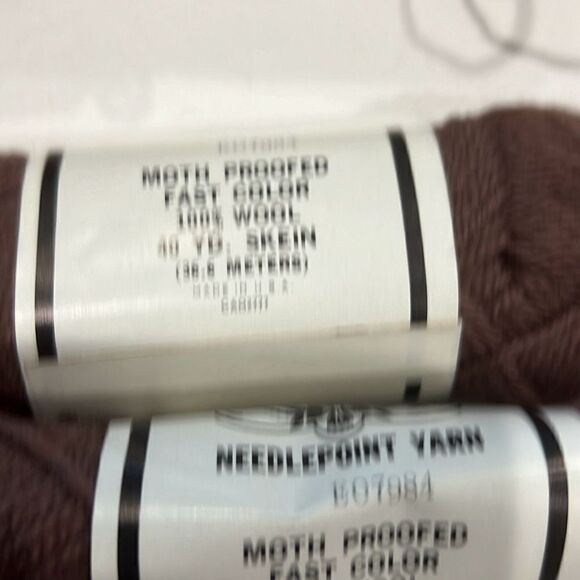 E07984
MOTH PROOFED
FAST COLOR
100% WOOL
40 YD. SKEIN
(36.6 METERS)
MADE IN U.S.A.
NEEDLEPOINT YARN
E07984
MOTH PROOFED
FAST COLOR